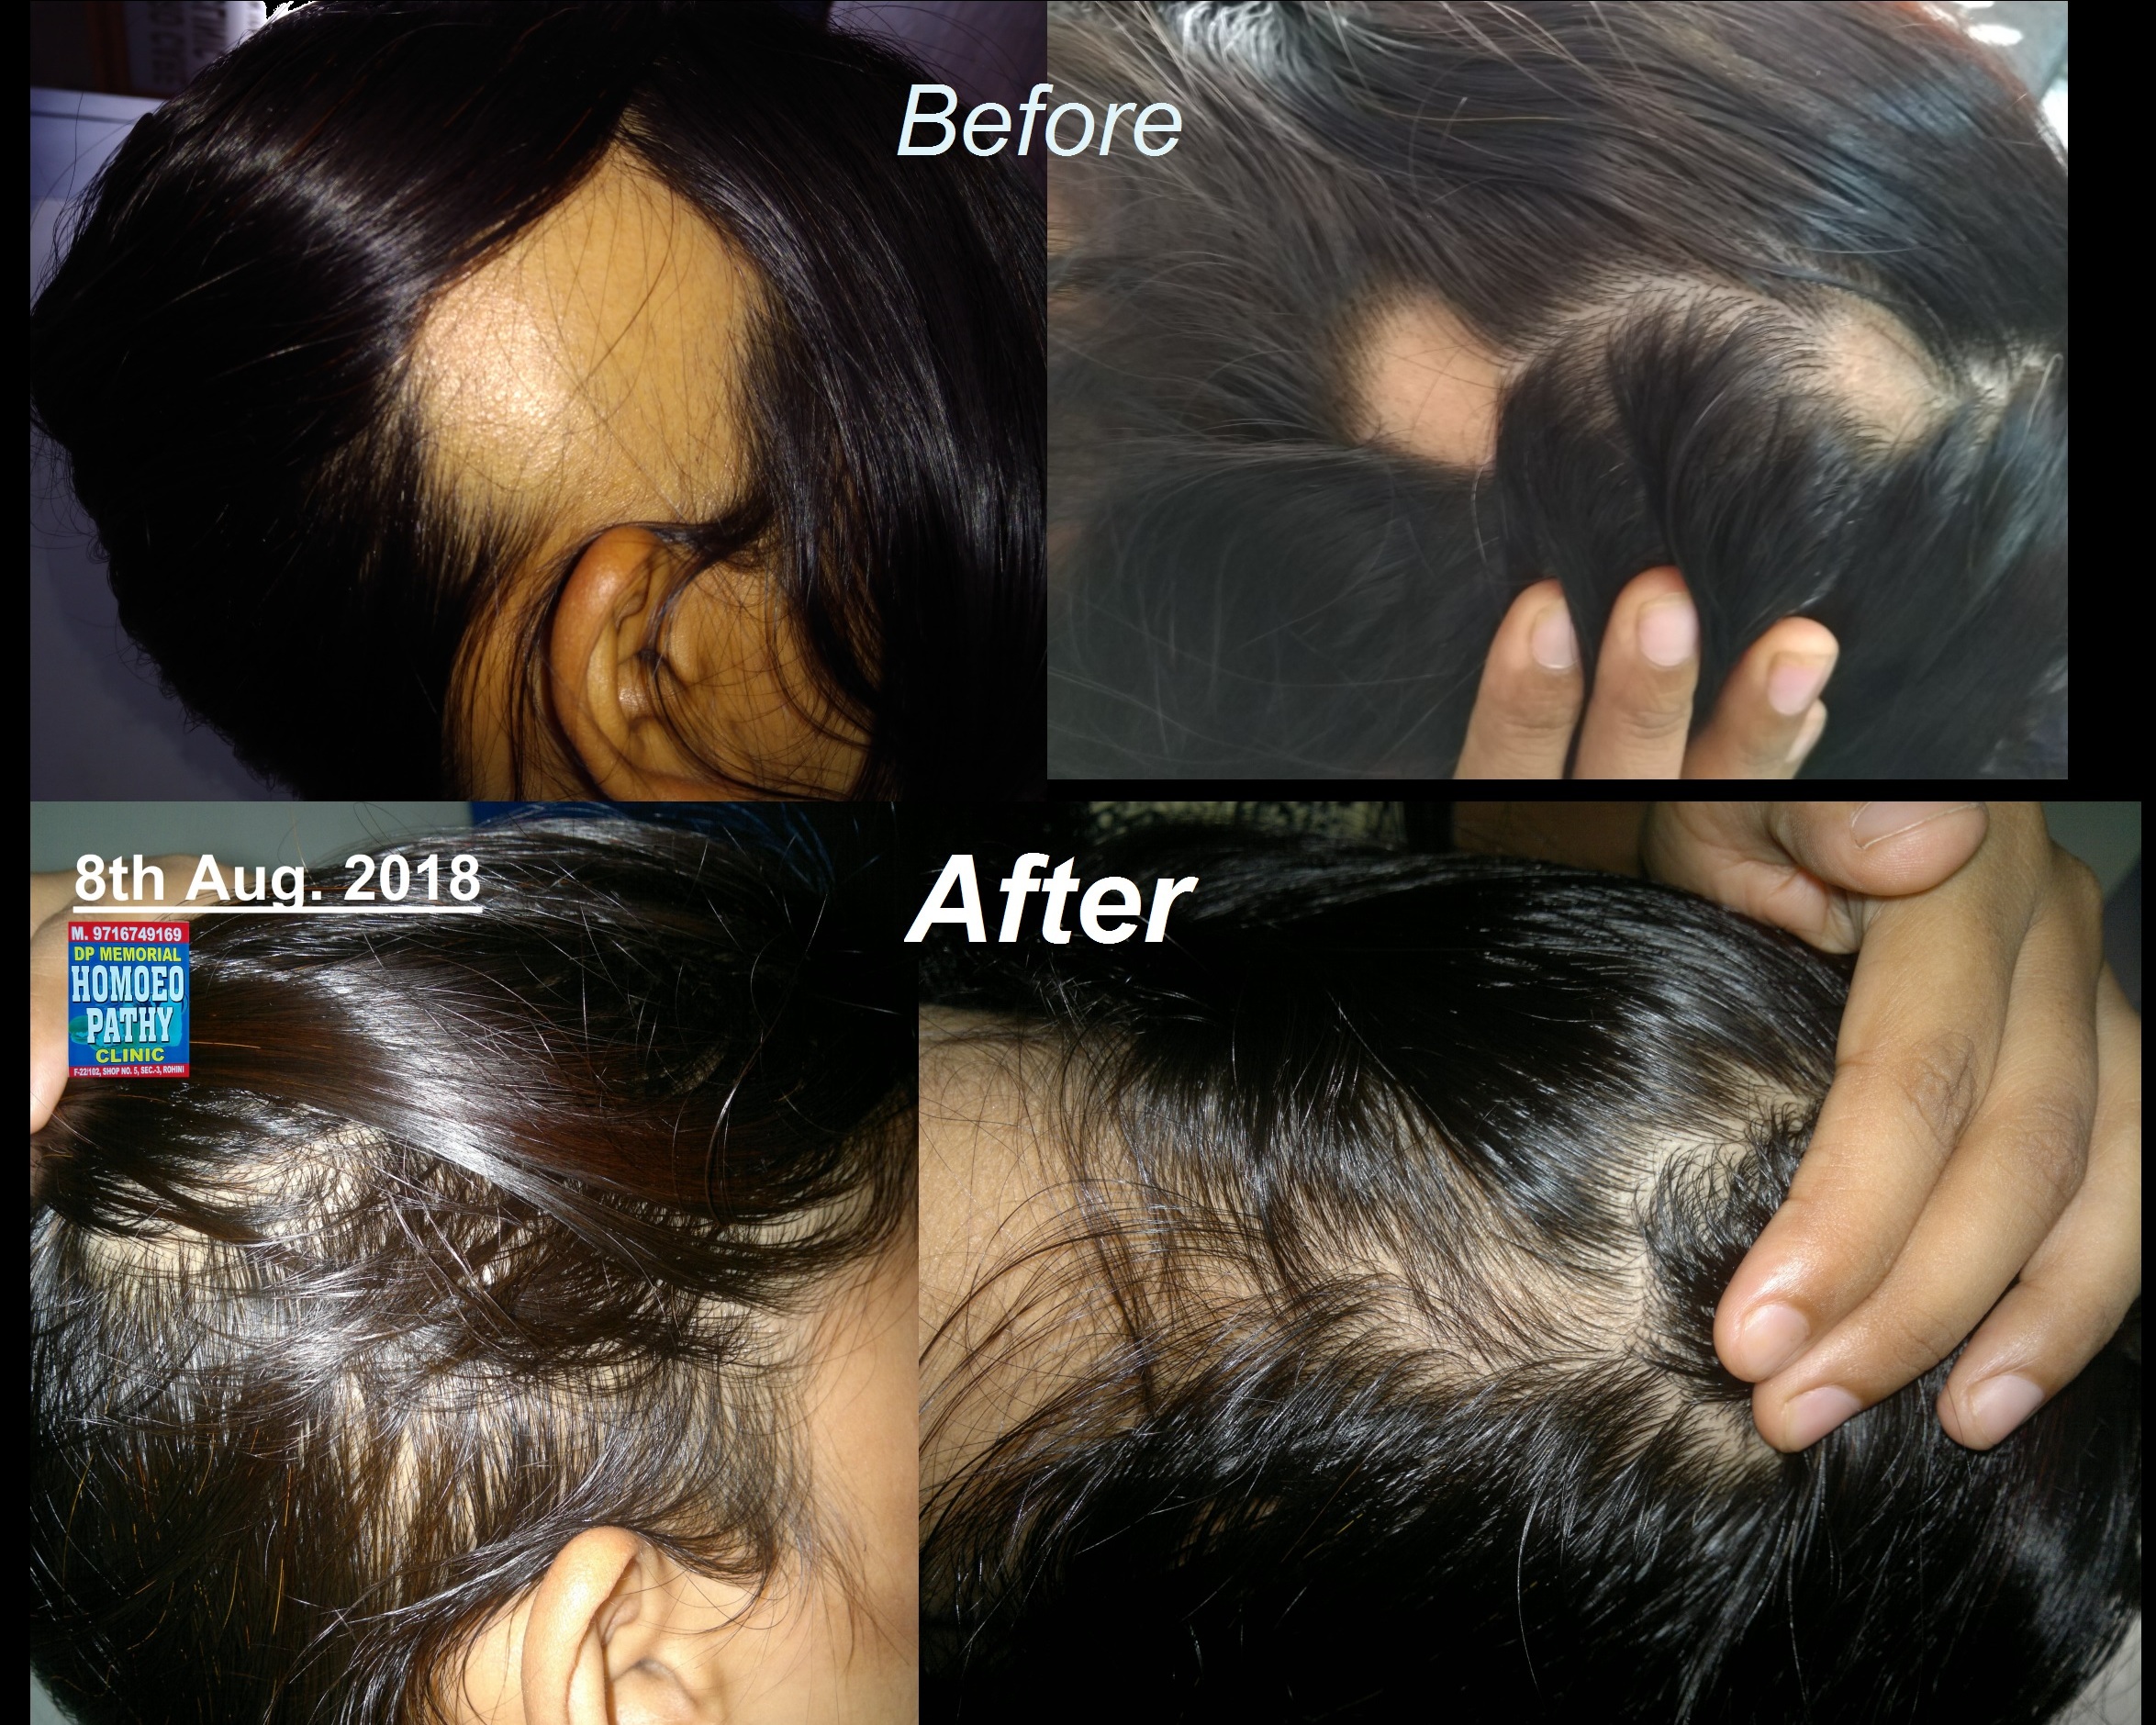 Before
8th Aug. 2018
After
M. 9716749169
DP MEMORIAL
HOMOEO
PATHY
CLINIC
F-22/102, SHOP NO. 5, SEC.-3, ROHINI